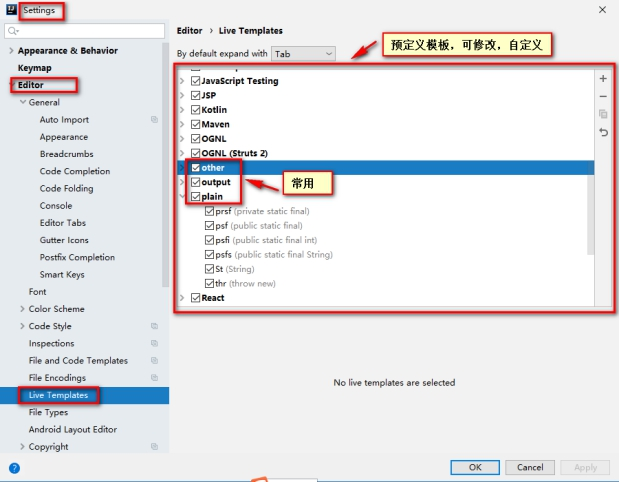 Settings
Appearance & Behavior
Keymap
Editor
General
Auto Import
Appearance
Breadcrumbs
Code Completion
Code Folding
Console
Editor Tabs
Gutter Icons
Postfix Completion
Smart Keys
Font
Color Scheme
Code Style
Inspections
File and Code Templates
File Encodings
Live Templates
File Types
Android Layout Editor
Copyright
Editor › Live Templates
By default expand with Tab
预定义模板，可修改，自定义
JavaScript Testing
JSP
Kotlin
Maven
OGNL
OGNL (Struts 2)
other
output
常用
plain
prsf (private static final)
psf (public static final)
psfi (public static final int)
psfs (public static final String)
St (String)
thr (throw new)
React
No live templates are selected
?
OK Cancel Apply